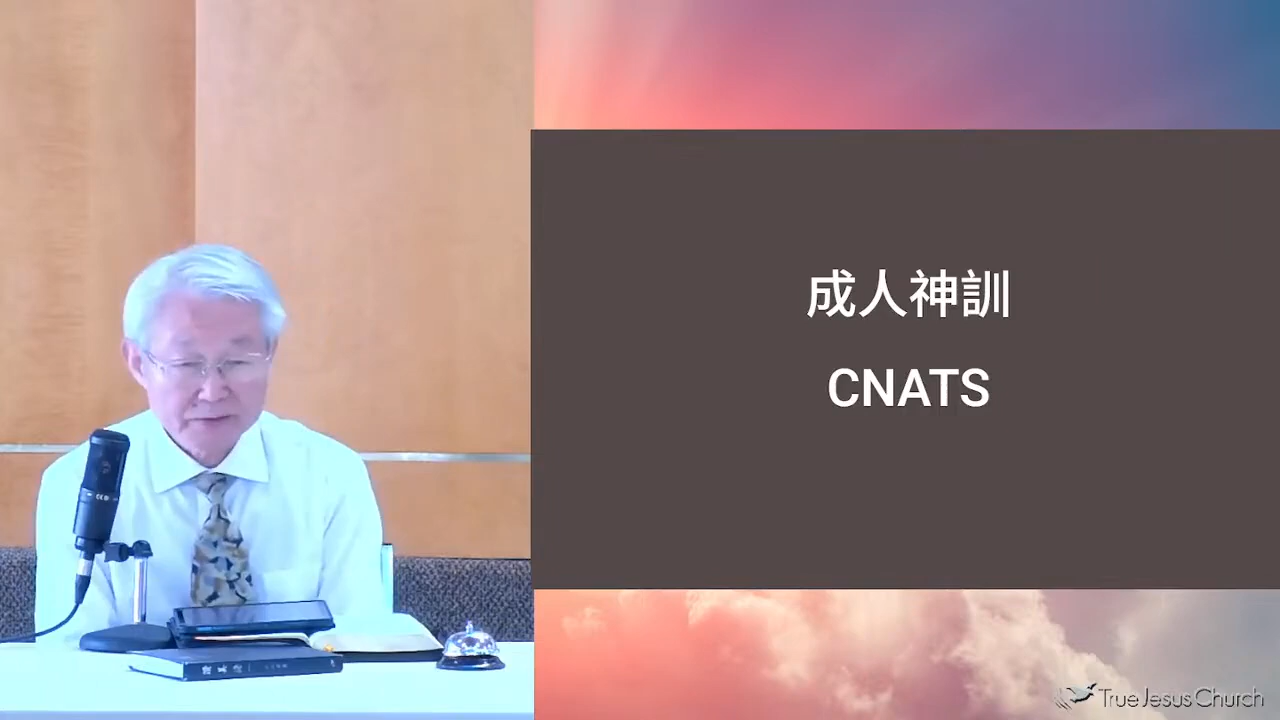 成人神訓
CNATS
True Jesus Church